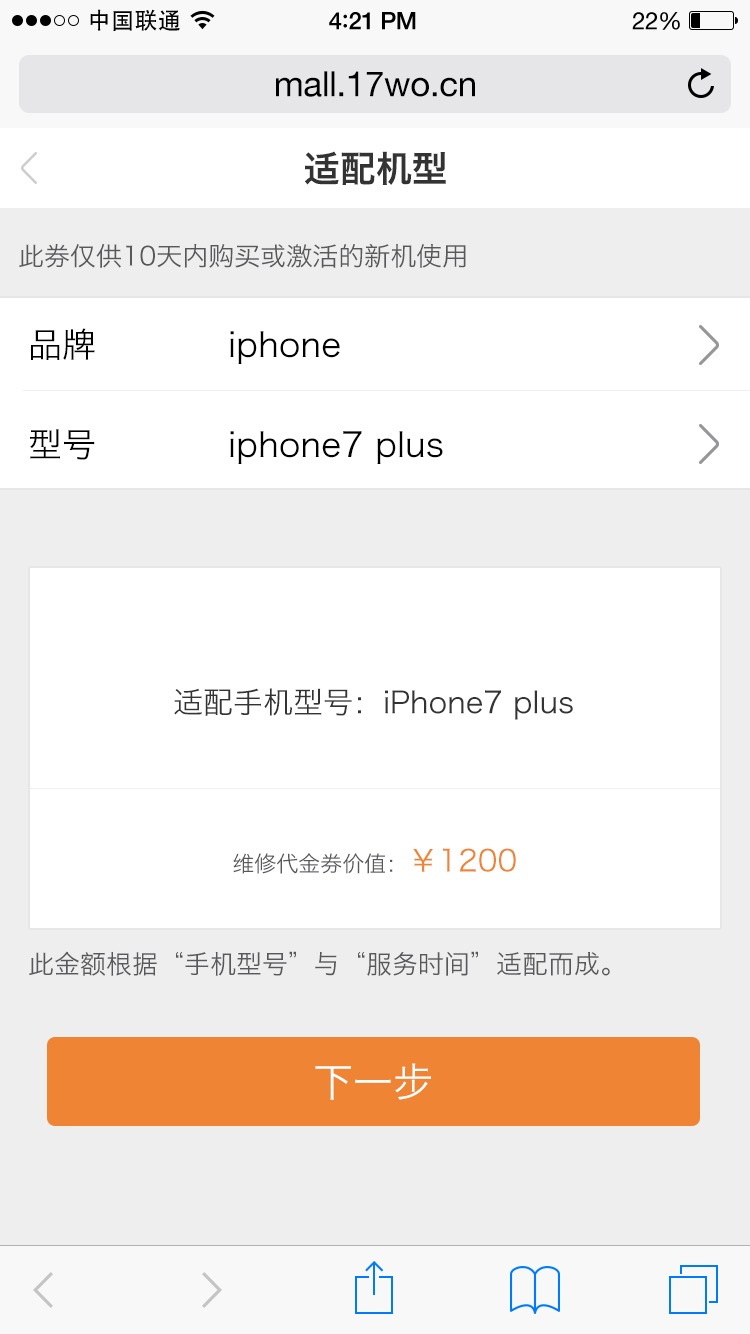 中国联通 4:21 PM 22%
mall.17wo.cn
适配机型
此券仅供10天内购买或激活的新机使用
品牌 iphone
型号 iphone7 plus
适配手机型号：iPhone7 plus
维修代金券价值：￥1200
此金额根据“手机型号”与“服务时间”适配而成。
下一步